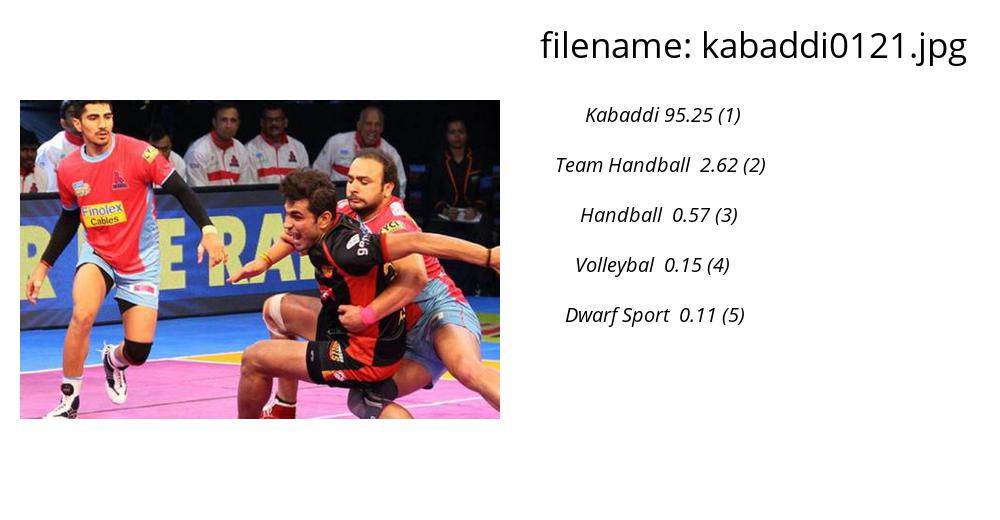 filename: kabaddi0121.jpg
Kabaddi 95.25 (1)
Team Handball 2.62 (2)
Handball 0.57 (3)
Volleybal 0.15 (4)
Dwarf Sport 0.11 (5)
Finolex
Cables